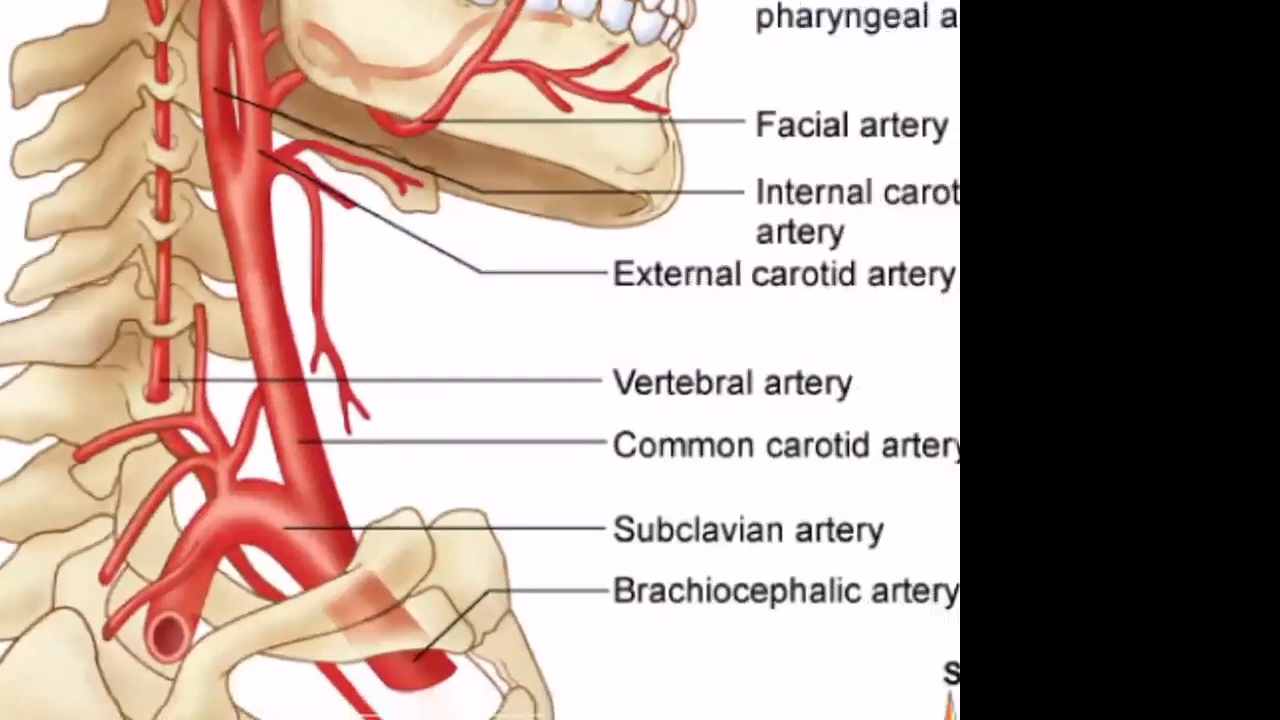 pharyngeal a
Facial artery
Internal carot
artery
External carotid artery
Vertebral artery
Common carotid artery
Subclavian artery
Brachiocephalic artery
S